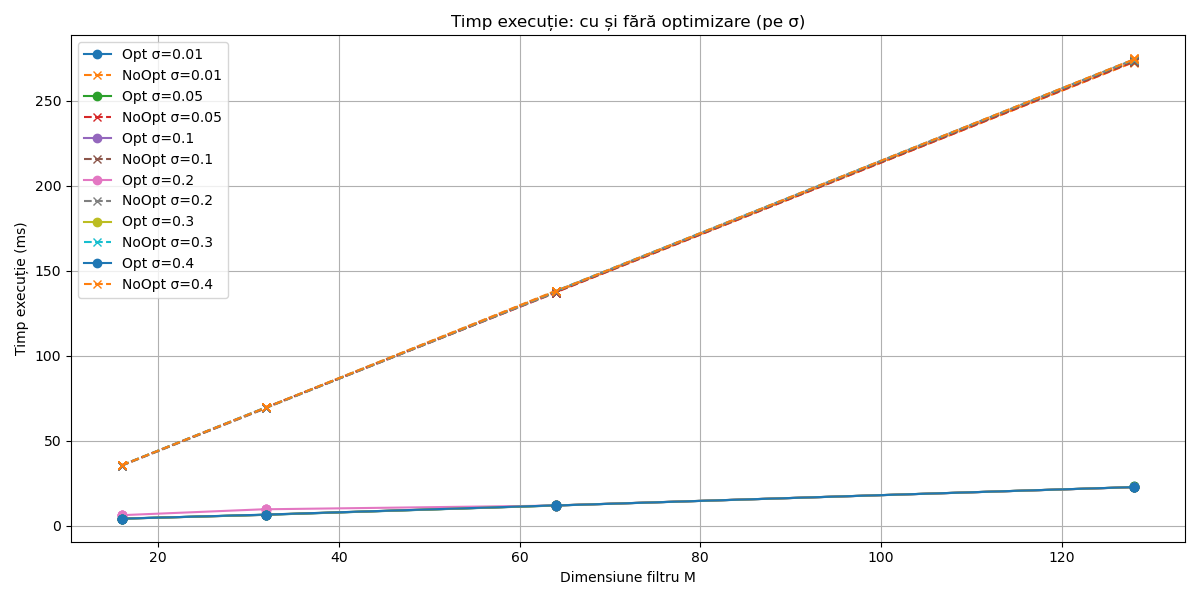 Timp execuție: cu și fără optimizare (pe σ)
Opt σ=0.01
NoOpt σ=0.01
Opt σ=0.05
NoOpt σ=0.05
Opt σ=0.1
NoOpt σ=0.1
Opt σ=0.2
NoOpt σ=0.2
Opt σ=0.3
NoOpt σ=0.3
Opt σ=0.4
NoOpt σ=0.4
Timp execuție (ms)
250
200
150
100
50
0
20 40 60 80 100 120
Dimensiune filtru M